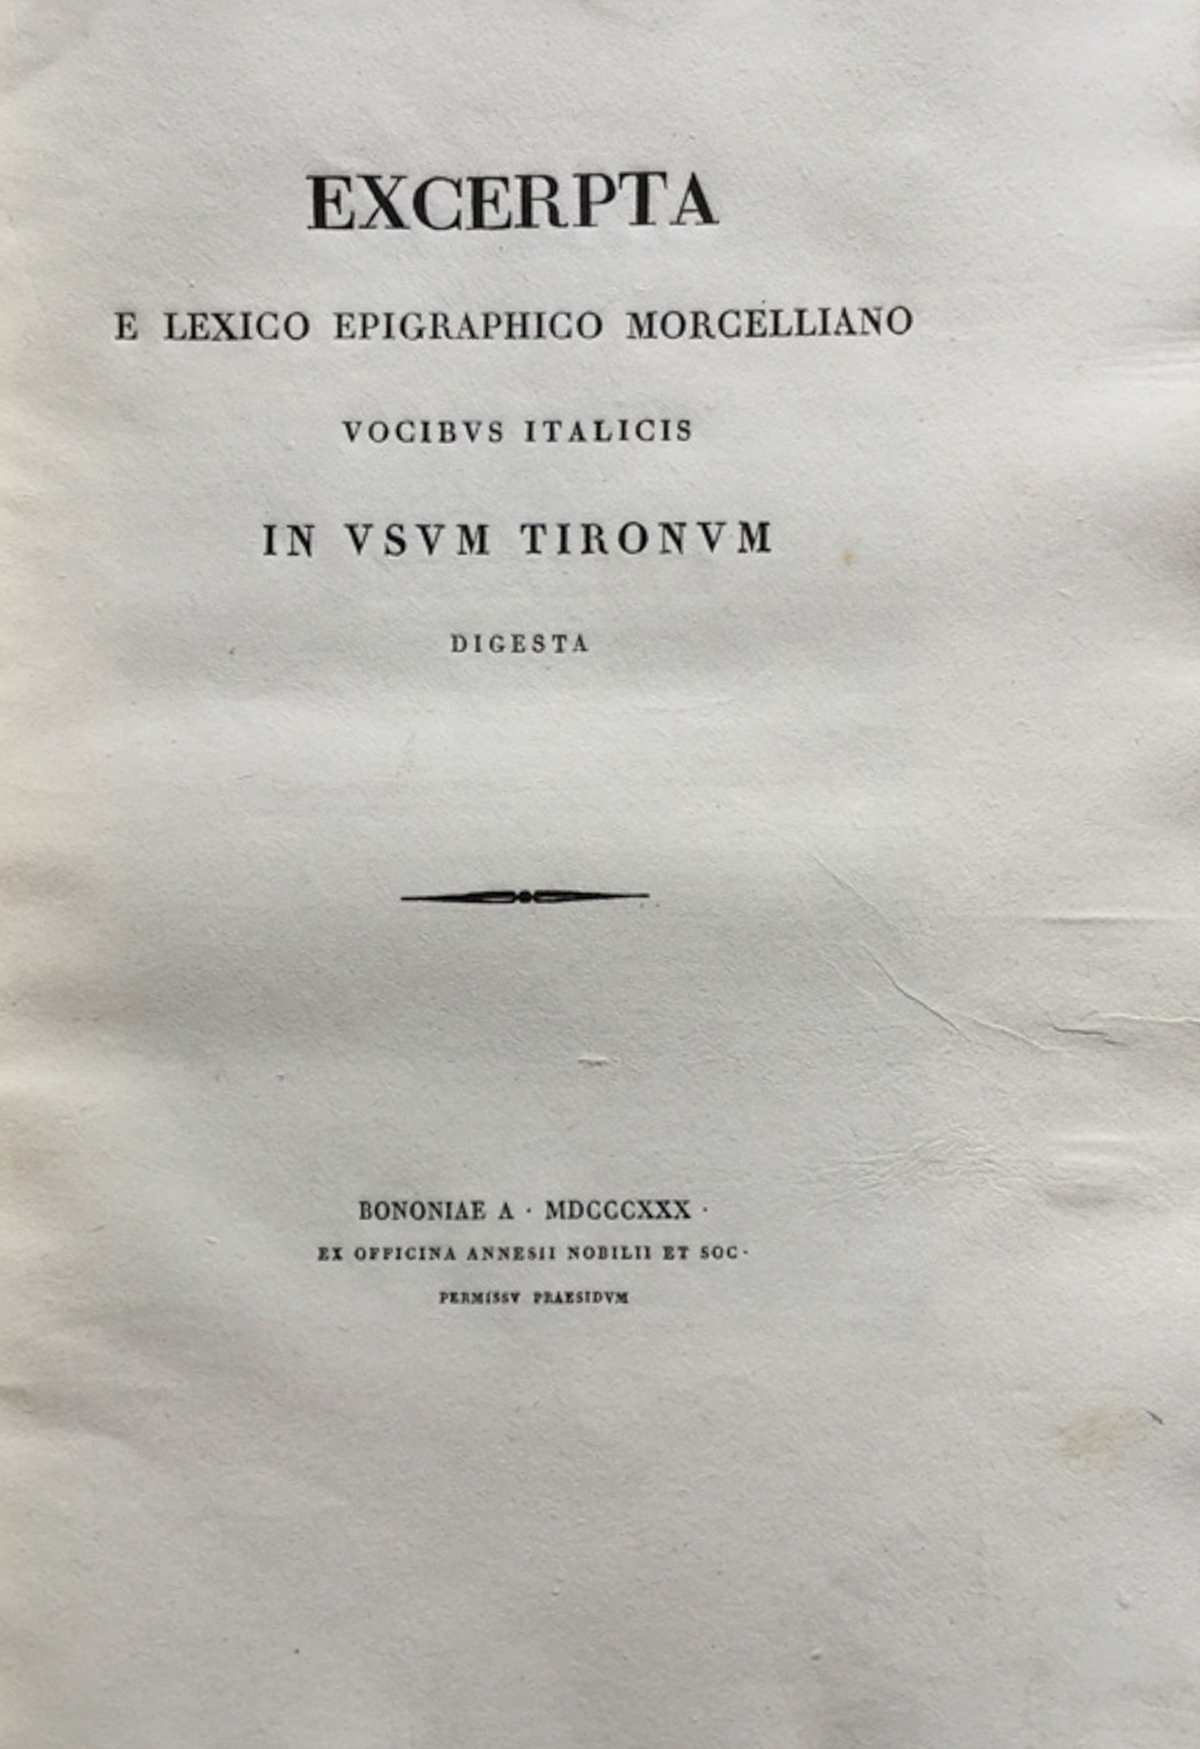 EXCERPTA
E LEXICO EPIGRAPHICO MORCELLIANO
VOCIBVS ITALICIS
IN VSVM TIRONVM
DIGESTA
BONONIAE A · MDCCCXXX ·
EX OFFICINA ANNESII NOBILII ET SOC·
PERMISSV PRAESIDVM